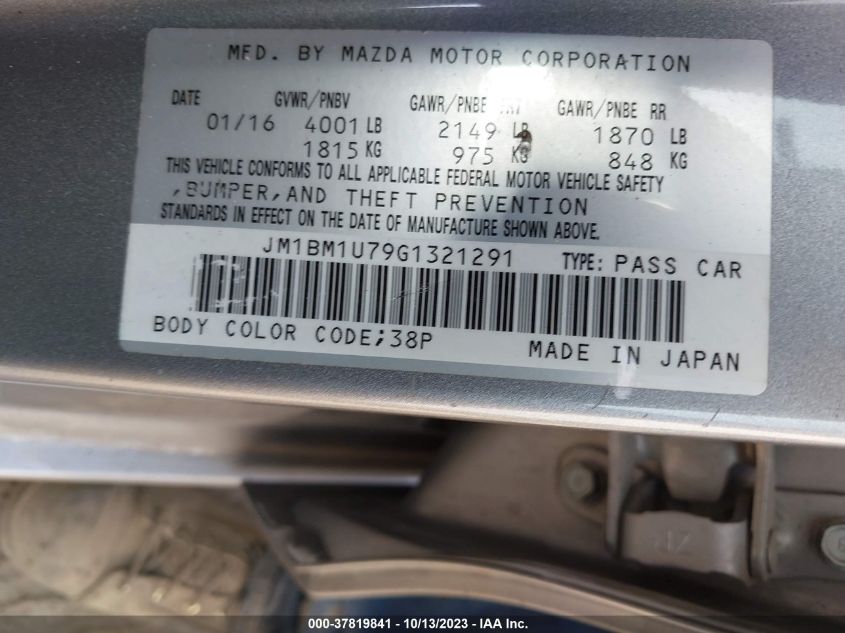 MFD. BY MAZDA MOTOR CORPORATION
DATE GVWR/PNBV GAWR/PNBE FRT GAWR/PNBE RR
01/16 4001 LB 2149 LB 1870 LB
1815 KG 975 KG 848 KG
THIS VEHICLE CONFORMS TO ALL APPLICABLE FEDERAL MOTOR VEHICLE SAFETY
,BUMPER,AND THEFT PREVENTION
STANDARDS IN EFFECT ON THE DATE OF MANUFACTURE SHOWN ABOVE.
JM1BM1U79G1321291 TYPE: PASS CAR
BODY COLOR CODE;38P
MADE IN JAPAN
000-37819841 - 10/13/2023 - IAA Inc.